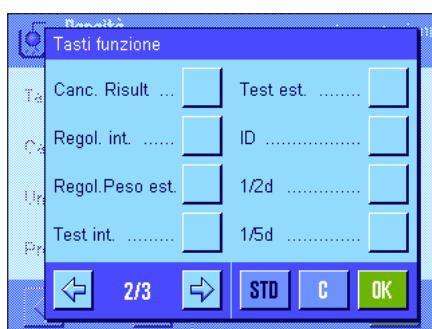 Densità
Tasti funzione
Canc. Risult ...
Test est. ........
Regol. int. ......
ID ................
Regol.Peso est.
1/2d ..............
Test int. .........
1/5d ..............
2/3
STD
C
OK